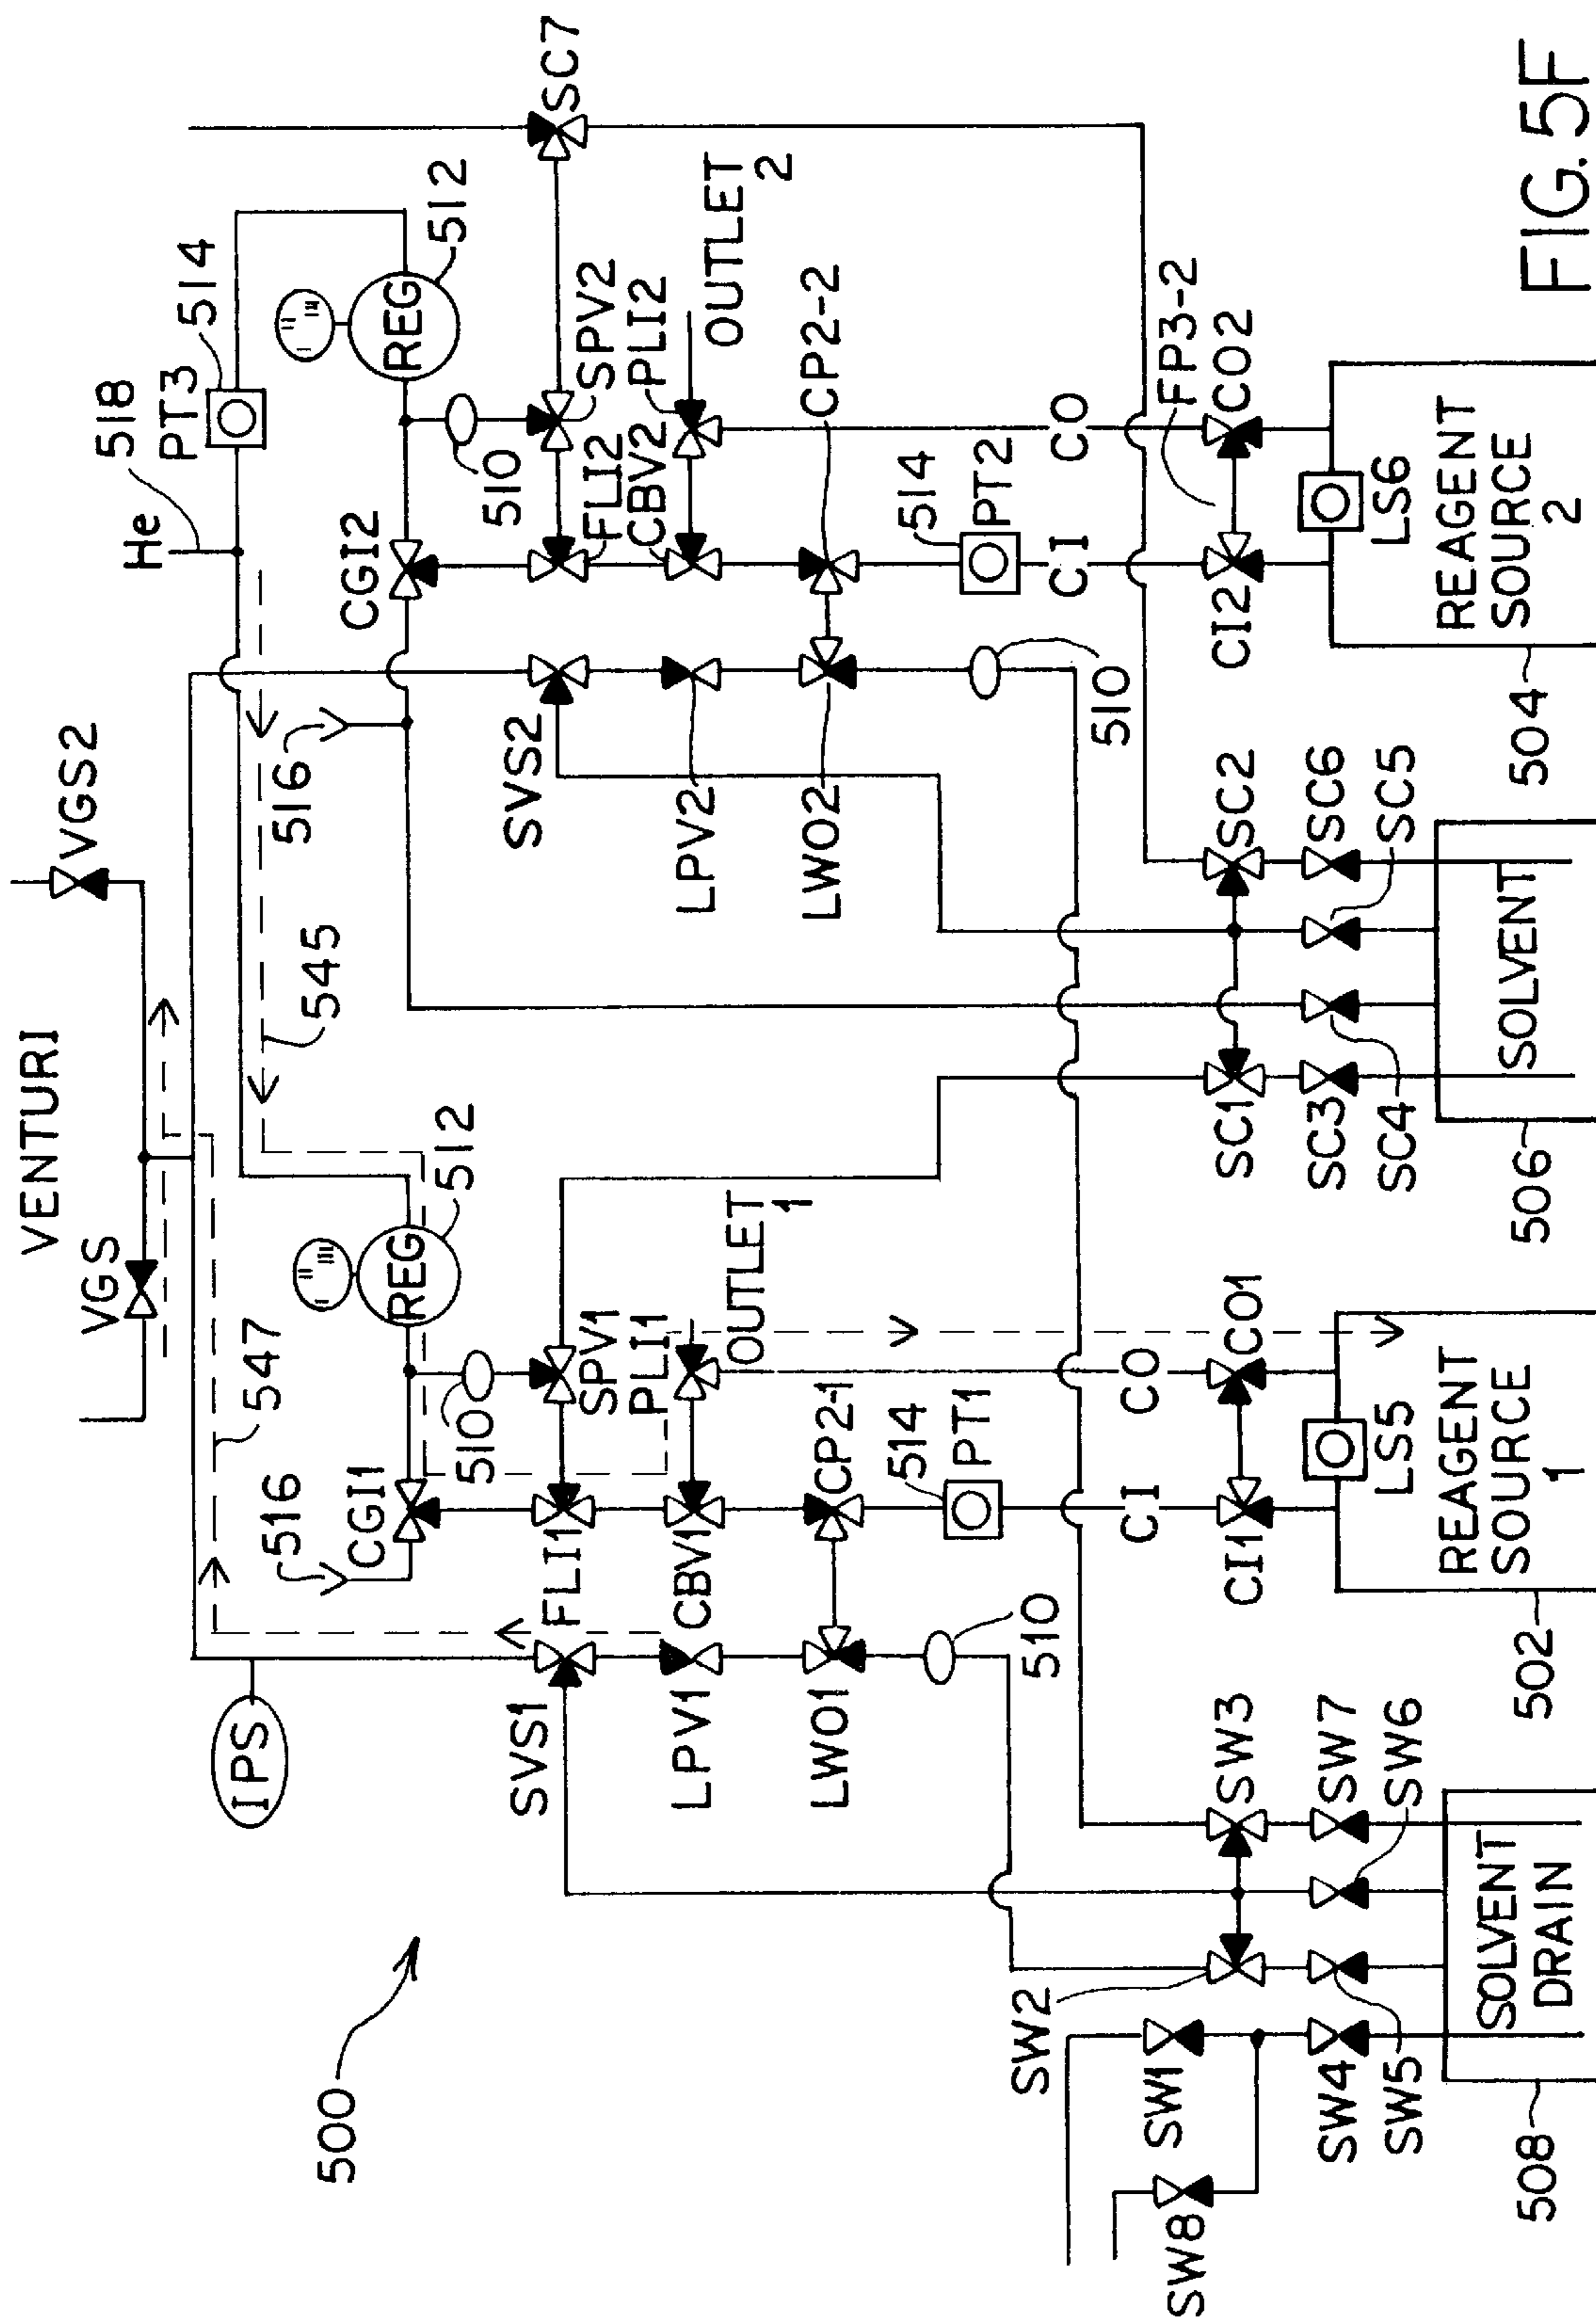 VENTURI
VGS
VGS2
He
518
PT3
514
SC7
IPS
547
545
516
516
REG
512
REG
512
CGI1
CGI2
510
510
SVS1
FLI1
SPV1
PLI1
OUTLET
1
SVS2
FLI2
CBV2
SPV2
PLI2
OUTLET
2
LPV1
CBV1
LPV2
LWO1
CP2-1
LWO2
CP2-2
500
510
514
PT1
510
514
PT2
CI
CO
CI
CO
FP3-2
SW8
SW1
SW2
SW3
CI1
CO1
SC1
SC2
CI2
CO2
SW4
SW5
SW7
SW6
LS5
SC3
SC4
SC6
SC5
LS6
SOLVENT
DRAIN
REAGENT
SOURCE
1
SOLVENT
REAGENT
SOURCE
2
508
502
506
504
FIG. 5F